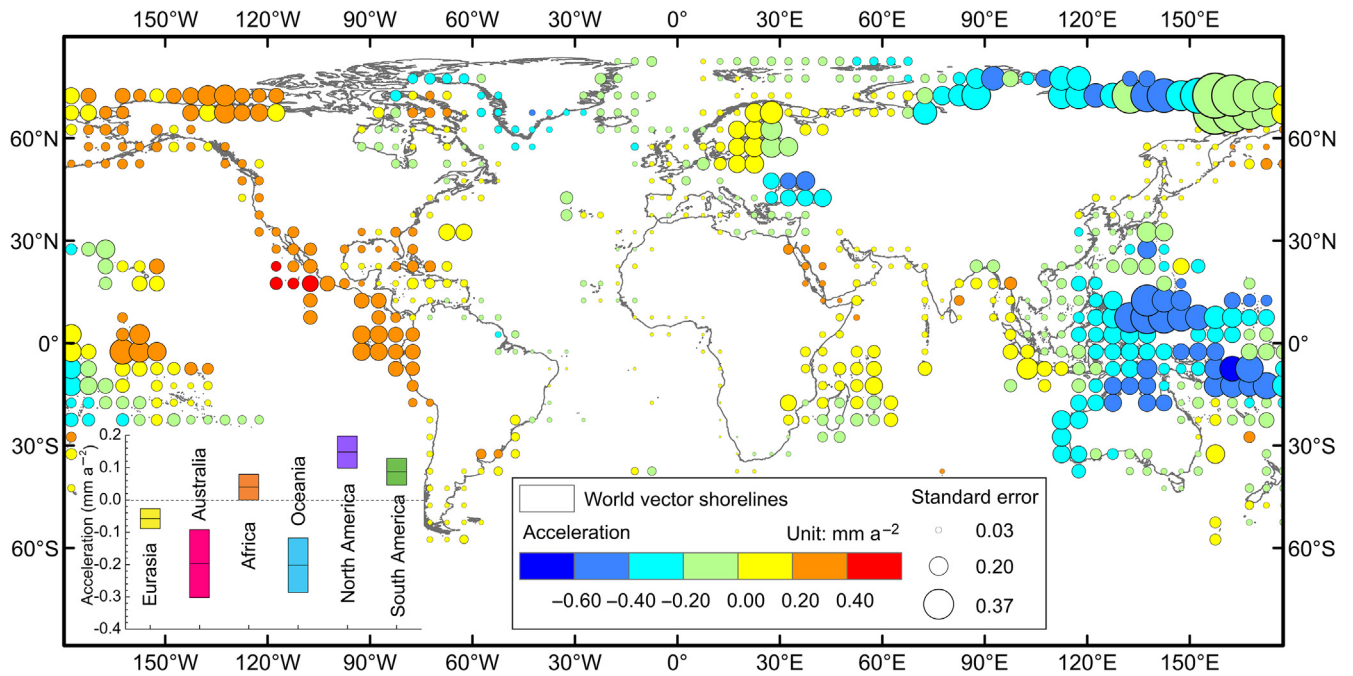 150°W 120°W 90°W 60°W 30°W 0° 30°E 60°E 90°E 120°E 150°E
60°N 60°N
30°N 30°N
0° 0°
30°S 30°S
60°S 60°S
Acceleration (mm a⁻²)
0.2
0.1
0.0
-0.1
-0.2
-0.3
-0.4
Eurasia
Australia
Africa
Oceania
North America
South America
World vector shorelines
Acceleration Unit: mm a⁻²
−0.60 −0.40 −0.20 0.00 0.20 0.40
Standard error
0.03
0.20
0.37
150°W 120°W 90°W 60°W 30°W 0° 30°E 60°E 90°E 120°E 150°E